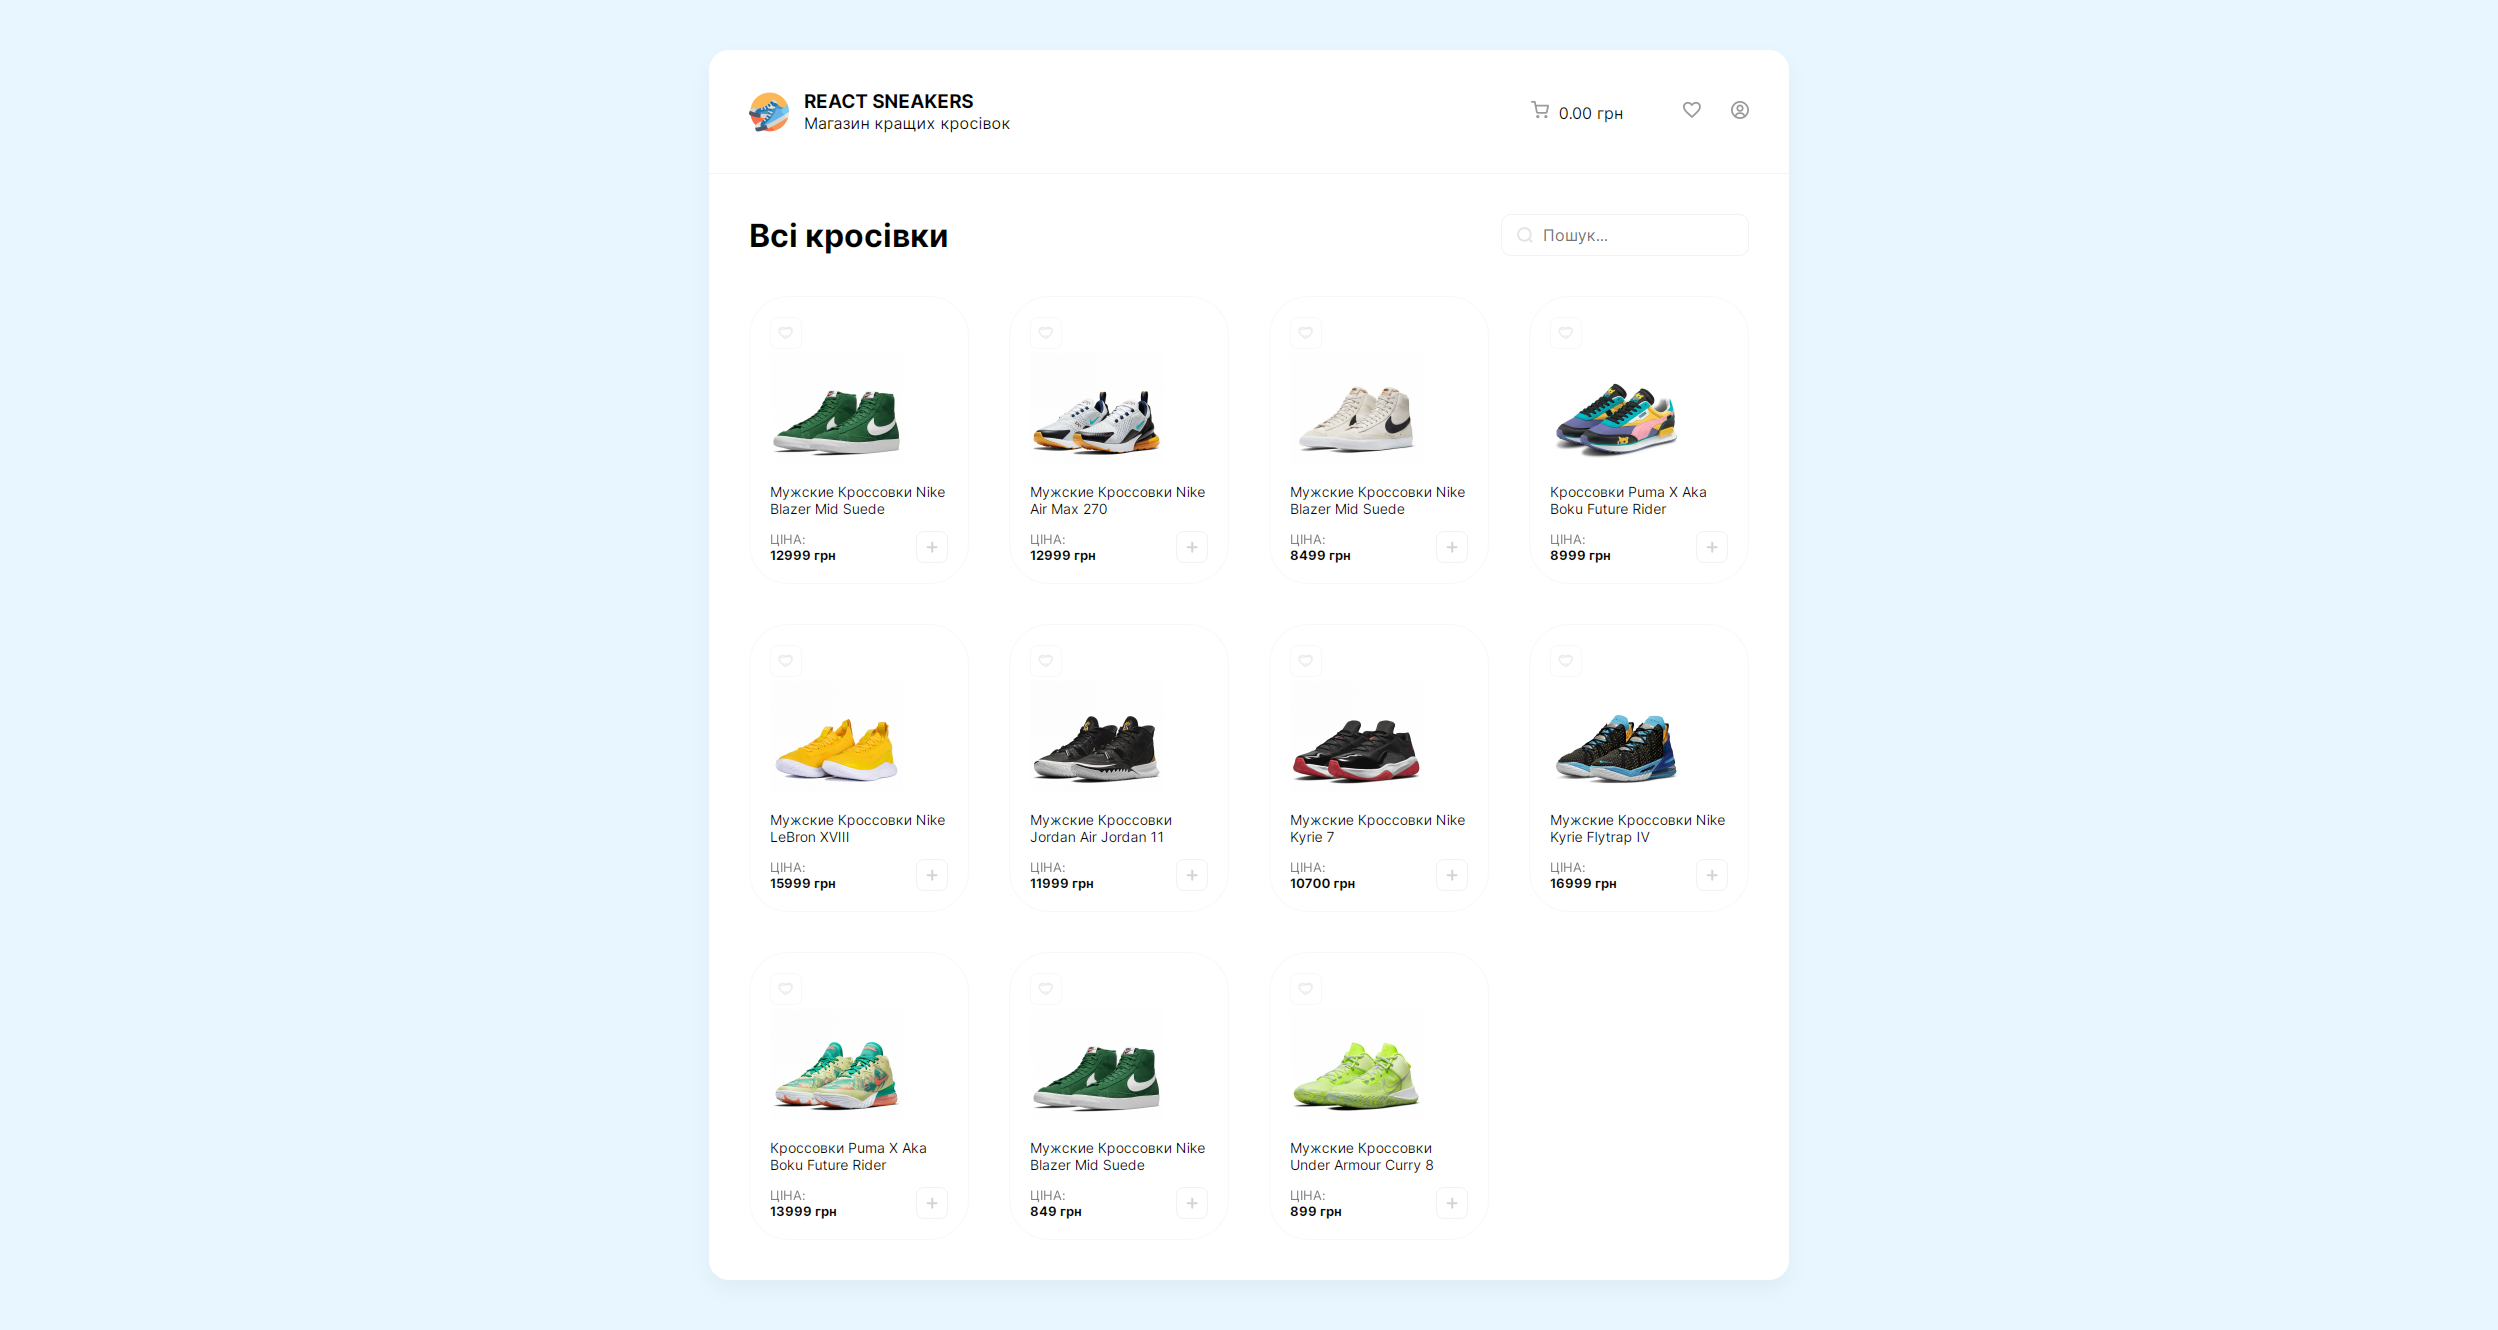 REACT SNEAKERS
Магазин кращих кросівок
0.00 грн
Всі кросівки
Пошук...
Мужские Кроссовки Nike
Blazer Mid Suede
ЦІНА:
12999 грн
Мужские Кроссовки Nike
Air Max 270
ЦІНА:
12999 грн
Мужские Кроссовки Nike
Blazer Mid Suede
ЦІНА:
8499 грн
Кроссовки Puma X Aka
Boku Future Rider
ЦІНА:
8999 грн
Мужские Кроссовки Nike
LeBron XVIII
ЦІНА:
15999 грн
Мужские Кроссовки
Jordan Air Jordan 11
ЦІНА:
11999 грн
Мужские Кроссовки Nike
Kyrie 7
ЦІНА:
10700 грн
Мужские Кроссовки Nike
Kyrie Flytrap IV
ЦІНА:
16999 грн
Кроссовки Puma X Aka
Boku Future Rider
ЦІНА:
13999 грн
Мужские Кроссовки Nike
Blazer Mid Suede
ЦІНА:
849 грн
Мужские Кроссовки
Under Armour Curry 8
ЦІНА:
899 грн